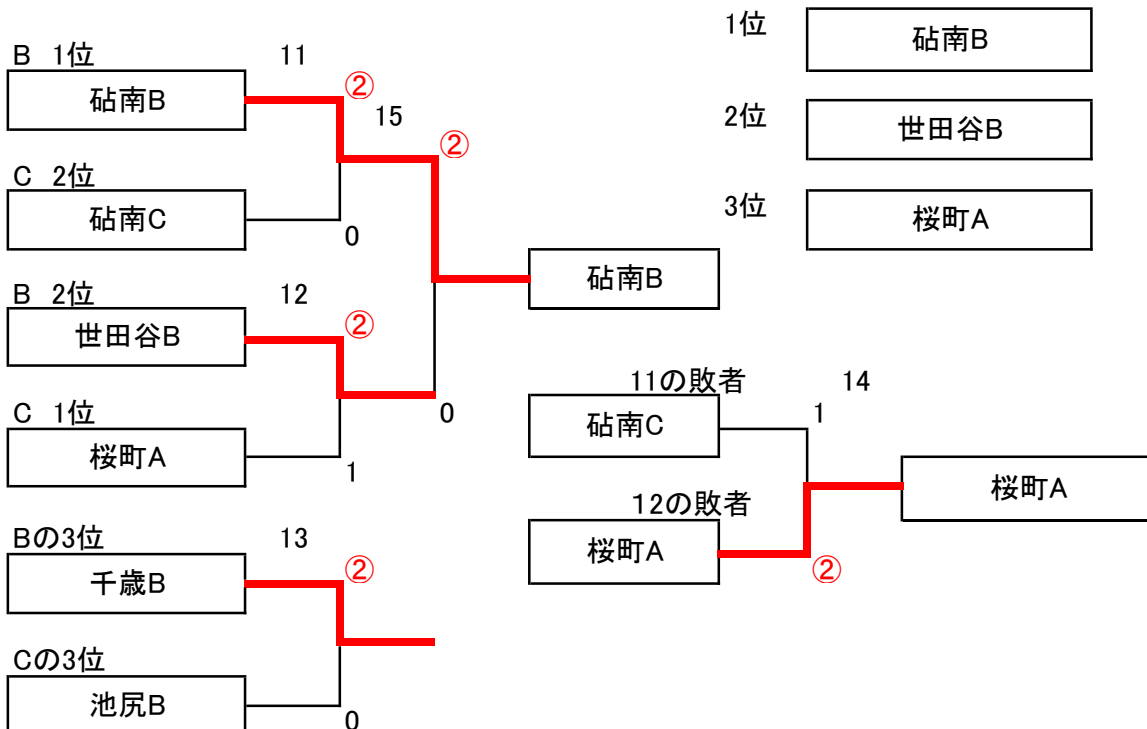 1位
砧南B
B 1位
11
砧南B
②
15
②
2位
世田谷B
C 2位
砧南C
0
3位
桜町A
砧南B
B 2位
12
世田谷B
②
0
C 1位
桜町A
1
11の敗者
14
砧南C
1
12の敗者
桜町A
②
桜町A
Bの3位
13
千歳B
②
Cの3位
池尻B
0